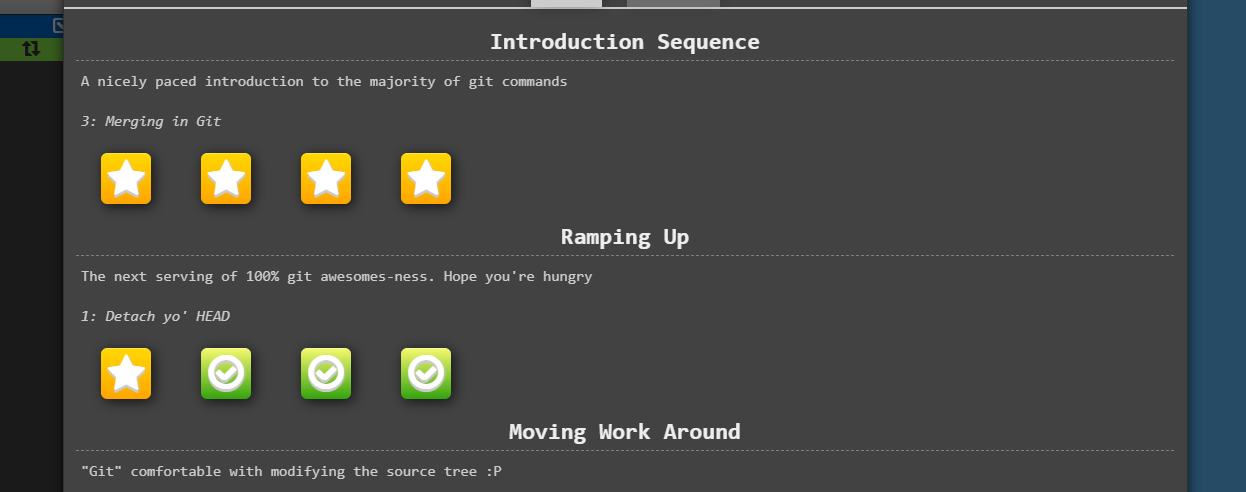 Introduction Sequence
A nicely paced introduction to the majority of git commands
3: Merging in Git
Ramping Up
The next serving of 100% git awesomes-ness. Hope you're hungry
1: Detach yo' HEAD
Moving Work Around
"Git" comfortable with modifying the source tree :P